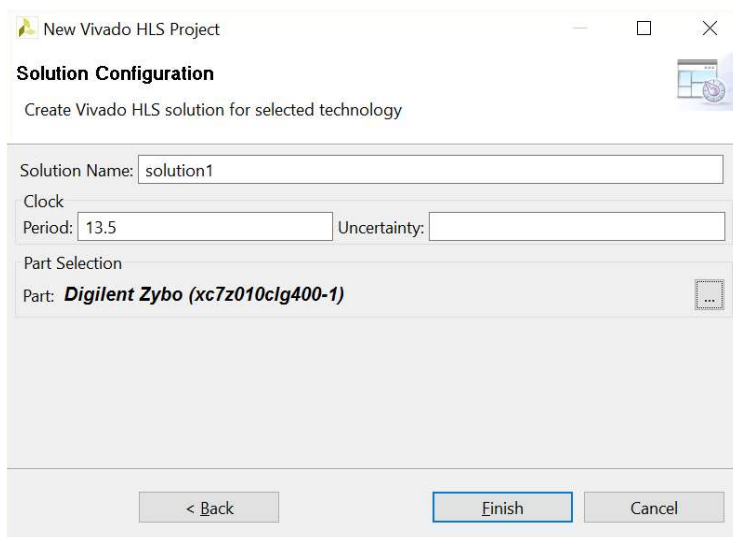 New Vivado HLS Project
Solution Configuration
Create Vivado HLS solution for selected technology
Solution Name: solution1
Clock
Period: 13.5 Uncertainty:
Part Selection
Part: Digilent Zybo (xc7z010clg400-1)
...
< Back Finish Cancel